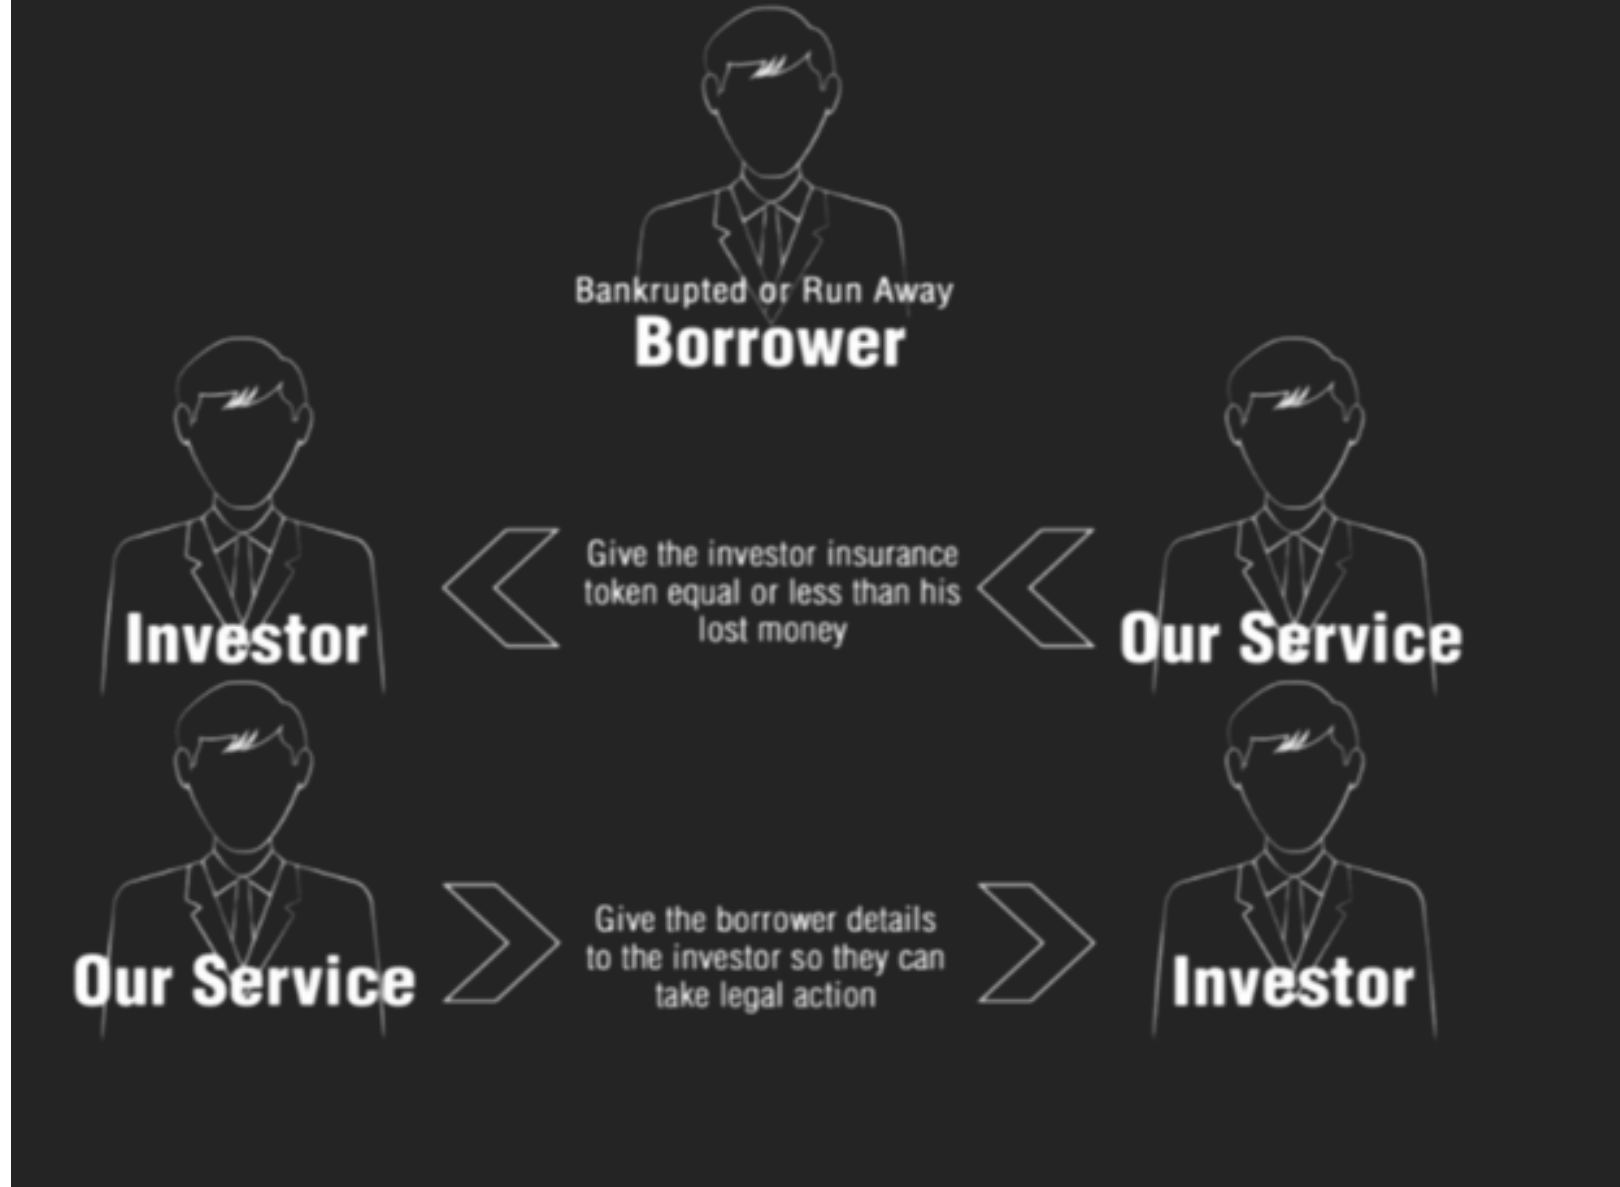 Bankrupted or Run Away
Borrower
Investor
Give the investor insurance
token equal or less than his
lost money
Our Service
Our Service
Give the borrower details
to the investor so they can
take legal action
Investor